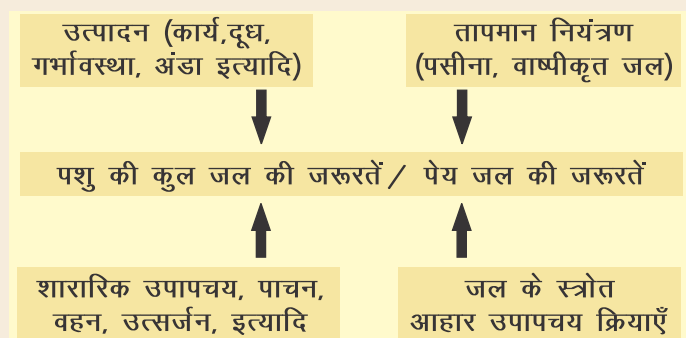 उत्पादन (कार्य,दूध,
गर्भावस्था, अंडा इत्यादि)
तापमान नियंत्रण
(पसीना, वाष्पीकृत जल)
पशु की कुल जल की जरूरतें / पेय जल की जरूरतें
शारारिक उपापचय, पाचन,
वहन, उत्सर्जन, इत्यादि
जल के स्त्रोत
आहार उपापचय क्रियाएँ